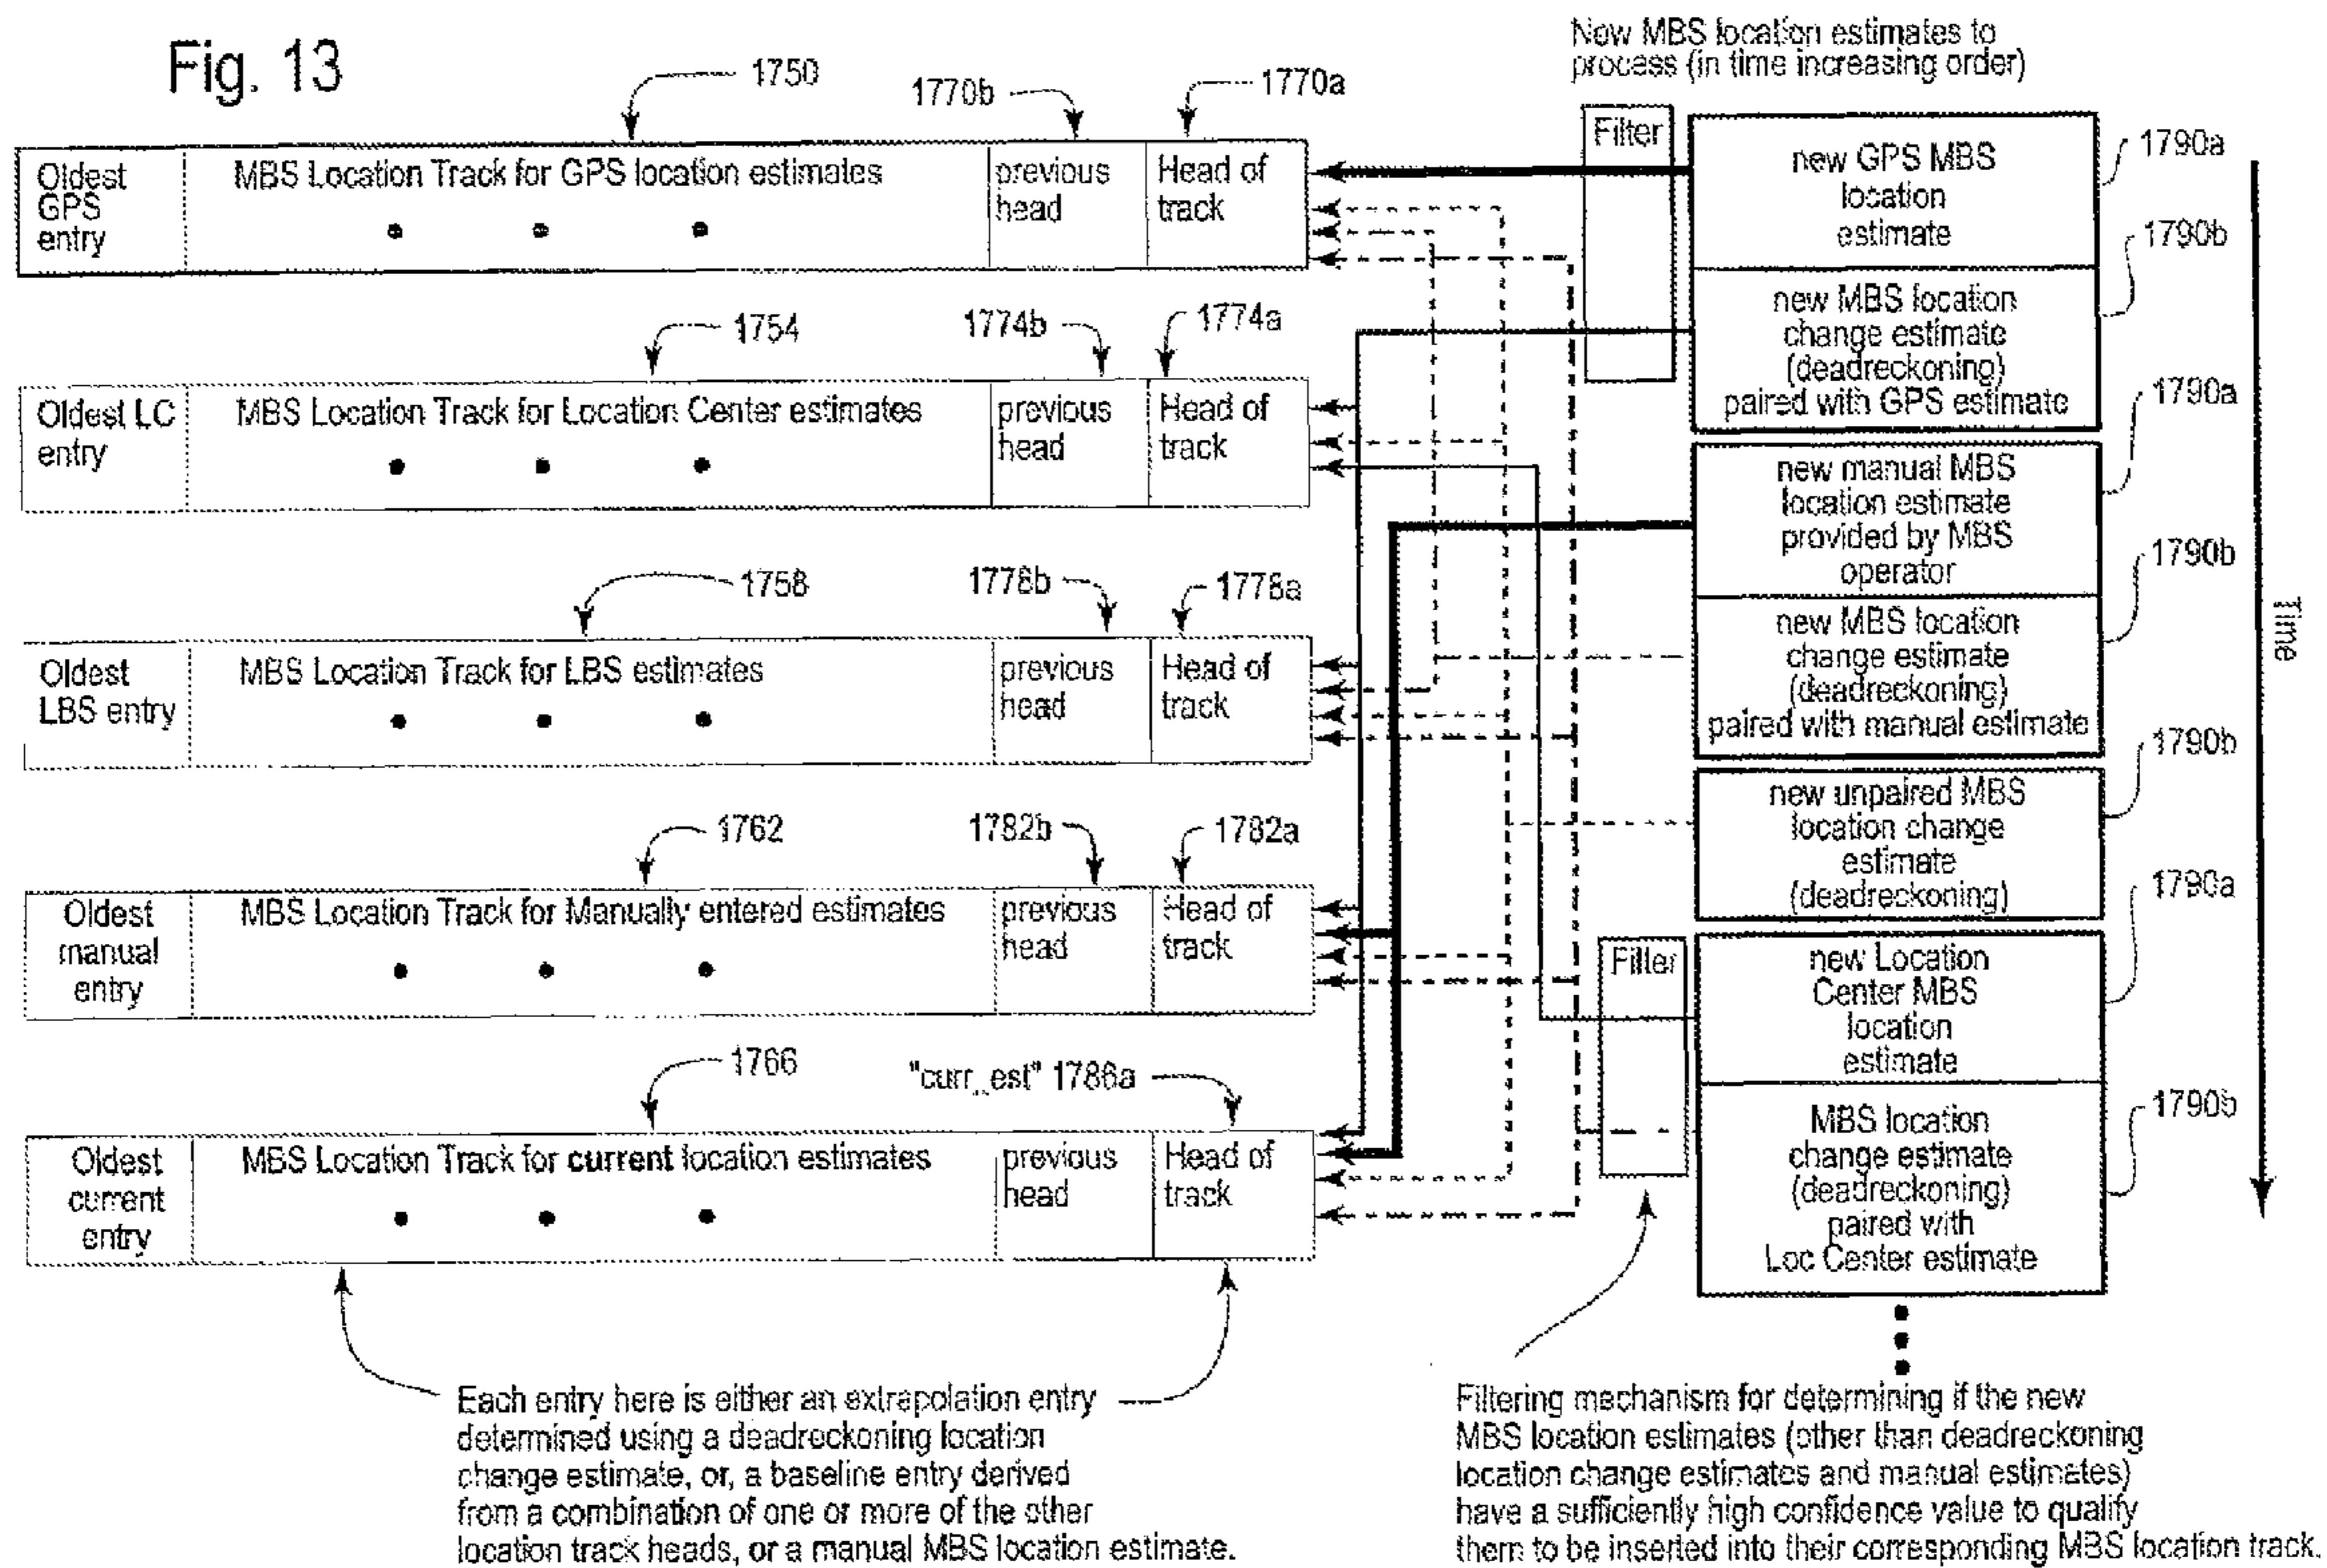 Fig. 13
New MBS location estimates to
process (in time increasing order)
1750
1770b
1770a
Oldest
GPS
entry
MBS Location Track for GPS location estimates
previous
head
Head of
track
Filter
new GPS MBS
location
estimate
1790a
new MBS location
change estimate
(deadreckoning)
paired with GPS estimate
1790b
1754
1774b
1774a
Oldest LC
entry
MBS Location Track for Location Center estimates
previous
head
Head of
track
new manual MBS
location estimate
provided by MBS
operator
1790a
new MBS location
change estimate
(deadreckoning)
paired with manual estimate
1790b
Time
1758
1778b
1778a
Oldest
LBS entry
MBS Location Track for LBS estimates
previous
head
Head of
track
new unpaired MBS
location change
estimate
(deadreckoning)
1790b
1762
1782b
1782a
Oldest
manual
entry
MBS Location Track for Manually entered estimates
previous
head
Head of
track
Filter
new Location
Center MBS
location
estimate
1790a
MBS location
change estimate
(deadreckoning)
paired with
Loc Center estimate
1790b
1766
"curr_est" 1786a
Oldest
current
entry
MBS Location Track for current location estimates
previous
head
Head of
track
Each entry here is either an extrapolation entry
determined using a deadreckoning location
change estimate, or, a baseline entry derived
from a combination of one or more of the other
location track heads, or a manual MBS location estimate.
Filtering mechanism for determining if the new
MBS location estimates (other than deadreckoning
location change estimates and manual estimates)
have a sufficiently high confidence value to qualify
them to be inserted into their corresponding MBS location track.